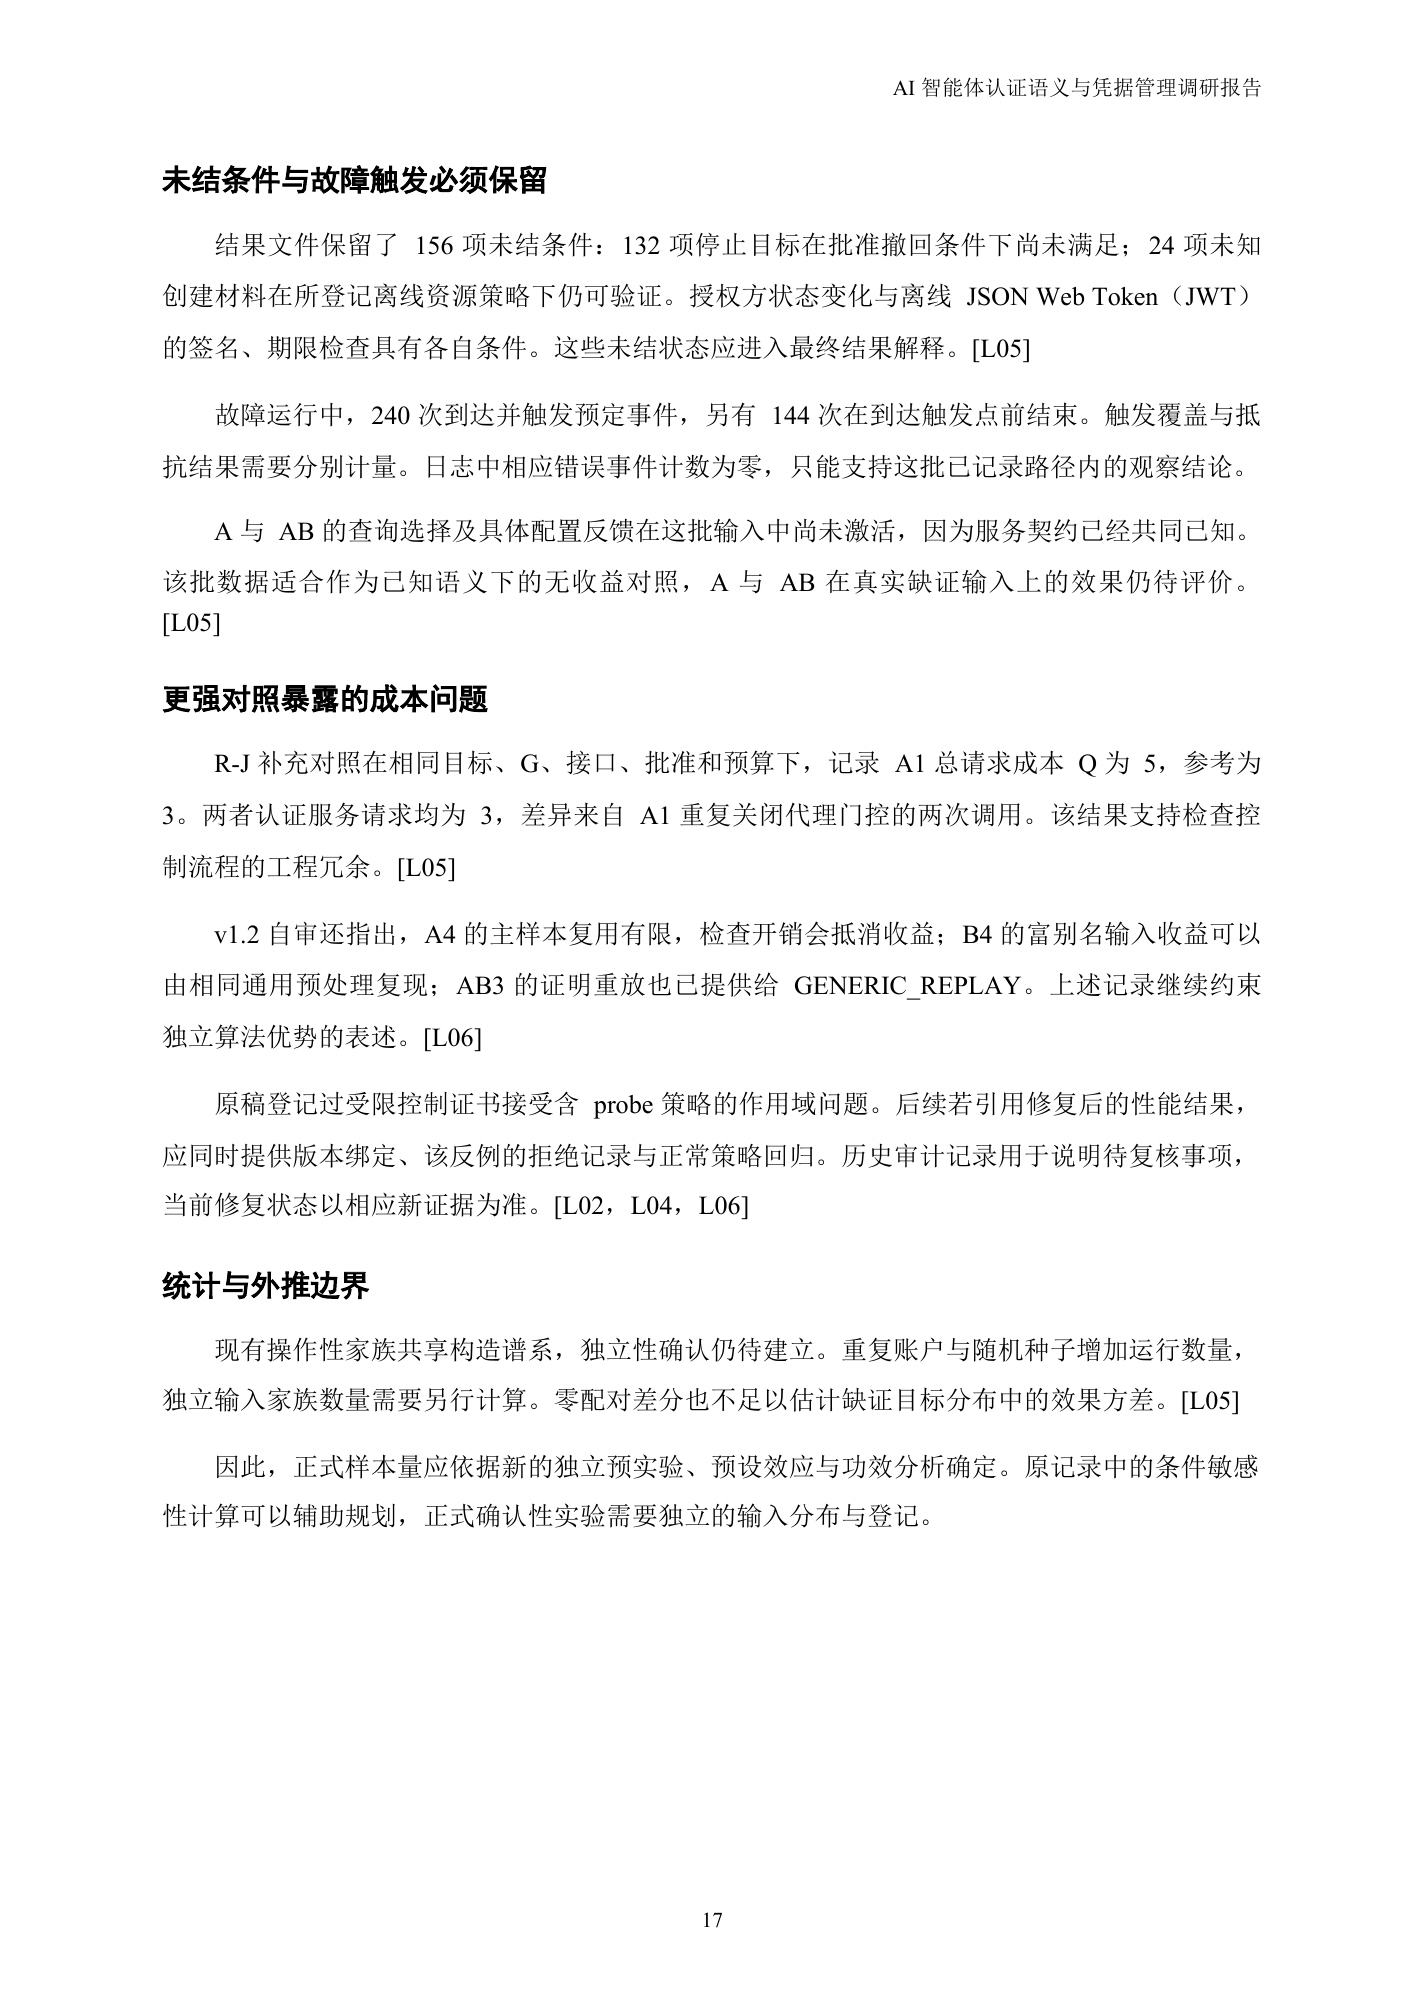 AI 智能体认证语义与凭据管理调研报告
未结条件与故障触发必须保留
结果文件保留了 156 项未结条件：132 项停止目标在批准撤回条件下尚未满足；24 项未知
创建材料在所登记离线资源策略下仍可验证。授权方状态变化与离线 JSON Web Token（JWT）
的签名、期限检查具有各自条件。这些未结状态应进入最终结果解释。[L05]
故障运行中，240 次到达并触发预定事件，另有 144 次在到达触发点前结束。触发覆盖与抵
抗结果需要分别计量。日志中相应错误事件计数为零，只能支持这批已记录路径内的观察结论。
A 与 AB 的查询选择及具体配置反馈在这批输入中尚未激活，因为服务契约已经共同已知。
该批数据适合作为已知语义下的无收益对照，A 与 AB 在真实缺证输入上的效果仍待评价。
[L05]
更强对照暴露的成本问题
R-J 补充对照在相同目标、G、接口、批准和预算下，记录 A1 总请求成本 Q 为 5，参考为
3。两者认证服务请求均为 3，差异来自 A1 重复关闭代理门控的两次调用。该结果支持检查控
制流程的工程冗余。[L05]
v1.2 自审还指出，A4 的主样本复用有限，检查开销会抵消收益；B4 的富别名输入收益可以
由相同通用预处理复现；AB3 的证明重放也已提供给 GENERIC_REPLAY。上述记录继续约束
独立算法优势的表述。[L06]
原稿登记过受限控制证书接受含 probe 策略的作用域问题。后续若引用修复后的性能结果，
应同时提供版本绑定、该反例的拒绝记录与正常策略回归。历史审计记录用于说明待复核事项，
当前修复状态以相应新证据为准。[L02，L04，L06]
统计与外推边界
现有操作性家族共享构造谱系，独立性确认仍待建立。重复账户与随机种子增加运行数量，
独立输入家族数量需要另行计算。零配对差分也不足以估计缺证目标分布中的效果方差。[L05]
因此，正式样本量应依据新的独立预实验、预设效应与功效分析确定。原记录中的条件敏感
性计算可以辅助规划，正式确认性实验需要独立的输入分布与登记。
17